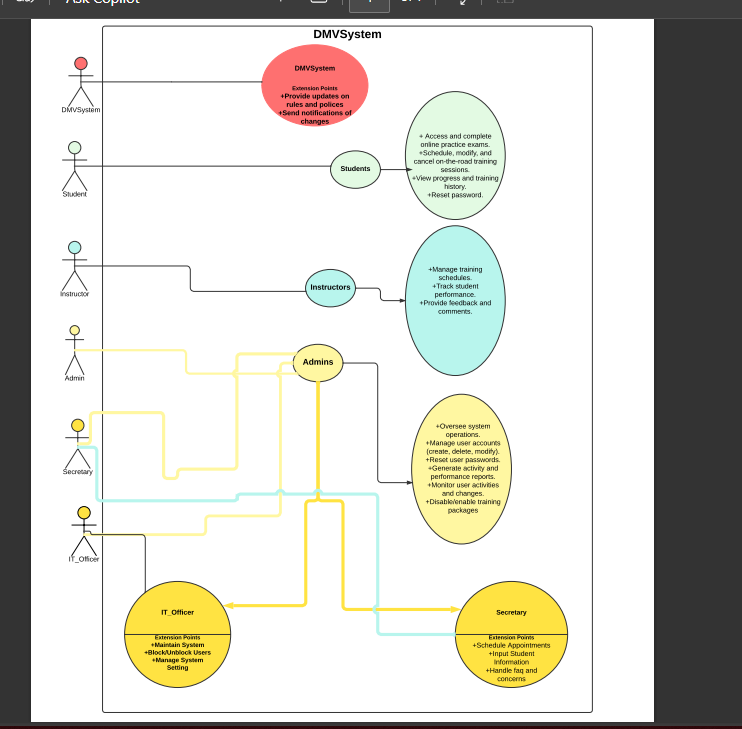 Ask Copilot
DMVSystem
DMVSystem
Extension Points
+Provide updates on
rules and polices
+Send notifications of
changes
DMVSystem
+ Access and complete
online practice exams.
+Schedule, modify, and
cancel on-the-road training
sessions.
+View progress and training
history.
+Reset password.
Students
Student
+Manage training
schedules.
+Track student
performance.
+Provide feedback and
comments.
Instructors
Instructor
Admins
Admin
+Oversee system
operations.
+Manage user accounts
(create, delete, modify).
+Reset user passwords.
+Generate activity and
performance reports.
+Monitor user activities
and changes.
+Disable/enable training
packages
Secretary
IT_Officer
IT_Officer
Extension Points
+Maintain System
+Block/Unblock Users
+Manage System
Setting
Secretary
Extension Points
+Schedule Appointments
+Input Student
Information
+Handle faq and
concerns